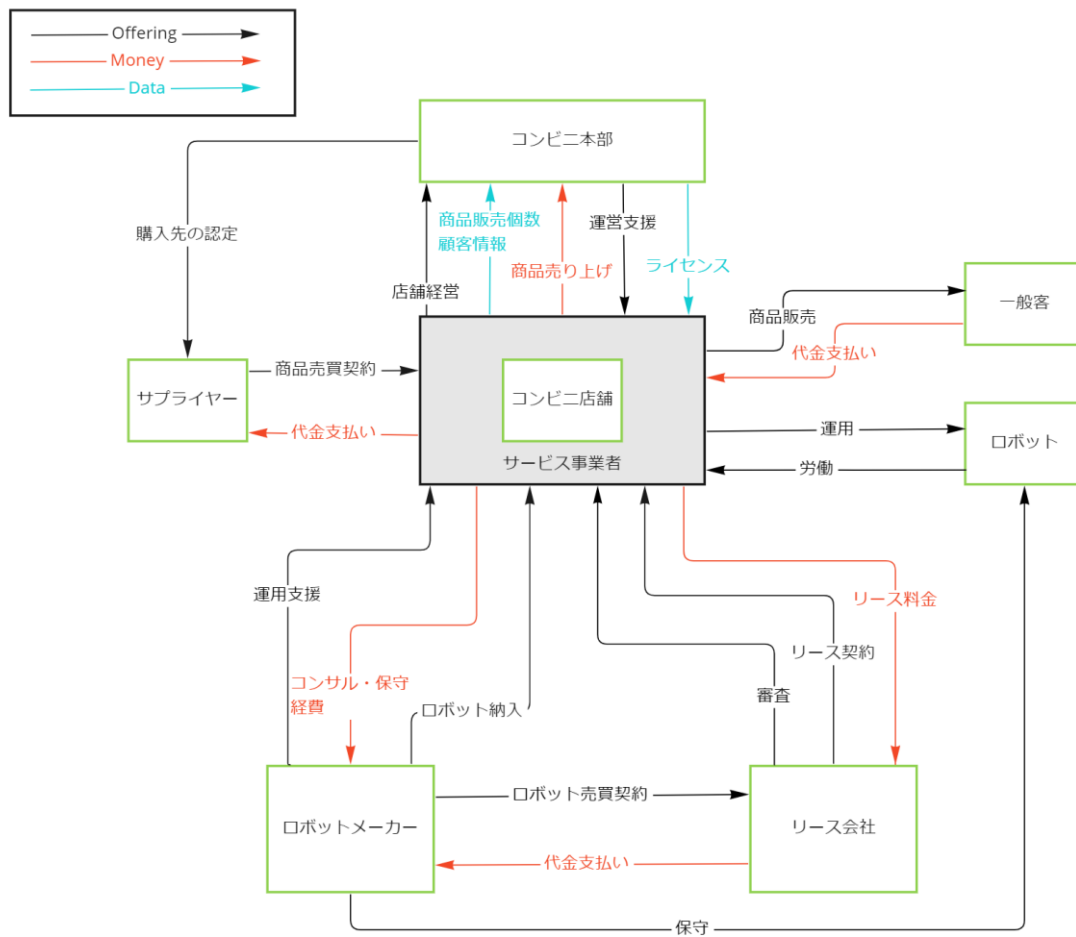 Offering
Money
Data
コンビニ本部
購入先の認定
商品販売個数
顧客情報
運営支援
商品売り上げ
ライセンス
店舗経営
一般客
商品販売
代金支払い
商品売買契約
サプライヤー
コンビニ店舗
代金支払い
運用
ロボット
サービス事業者
労働
運用支援
リース料金
リース契約
コンサル・保守
経費
審査
ロボット納入
ロボット売買契約
ロボットメーカー
リース会社
代金支払い
保守